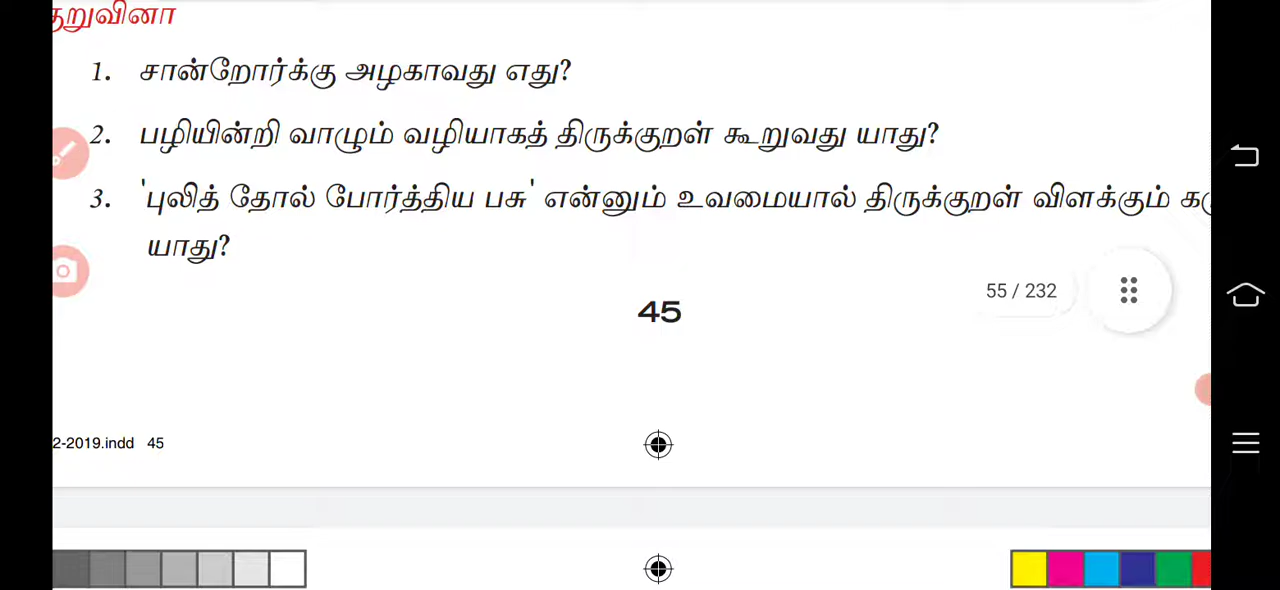 குறுவினா
1. சான்றோர்க்கு அழகாவது எது?
2. பழியின்றி வாழும் வழியாகத் திருக்குறள் கூறுவது யாது?
3. 'புலித் தோல் போர்த்திய பசு' என்னும் உவமையால் திருக்குறள் விளக்கும்
யாது?
55 / 232
45
2-2019.indd 45